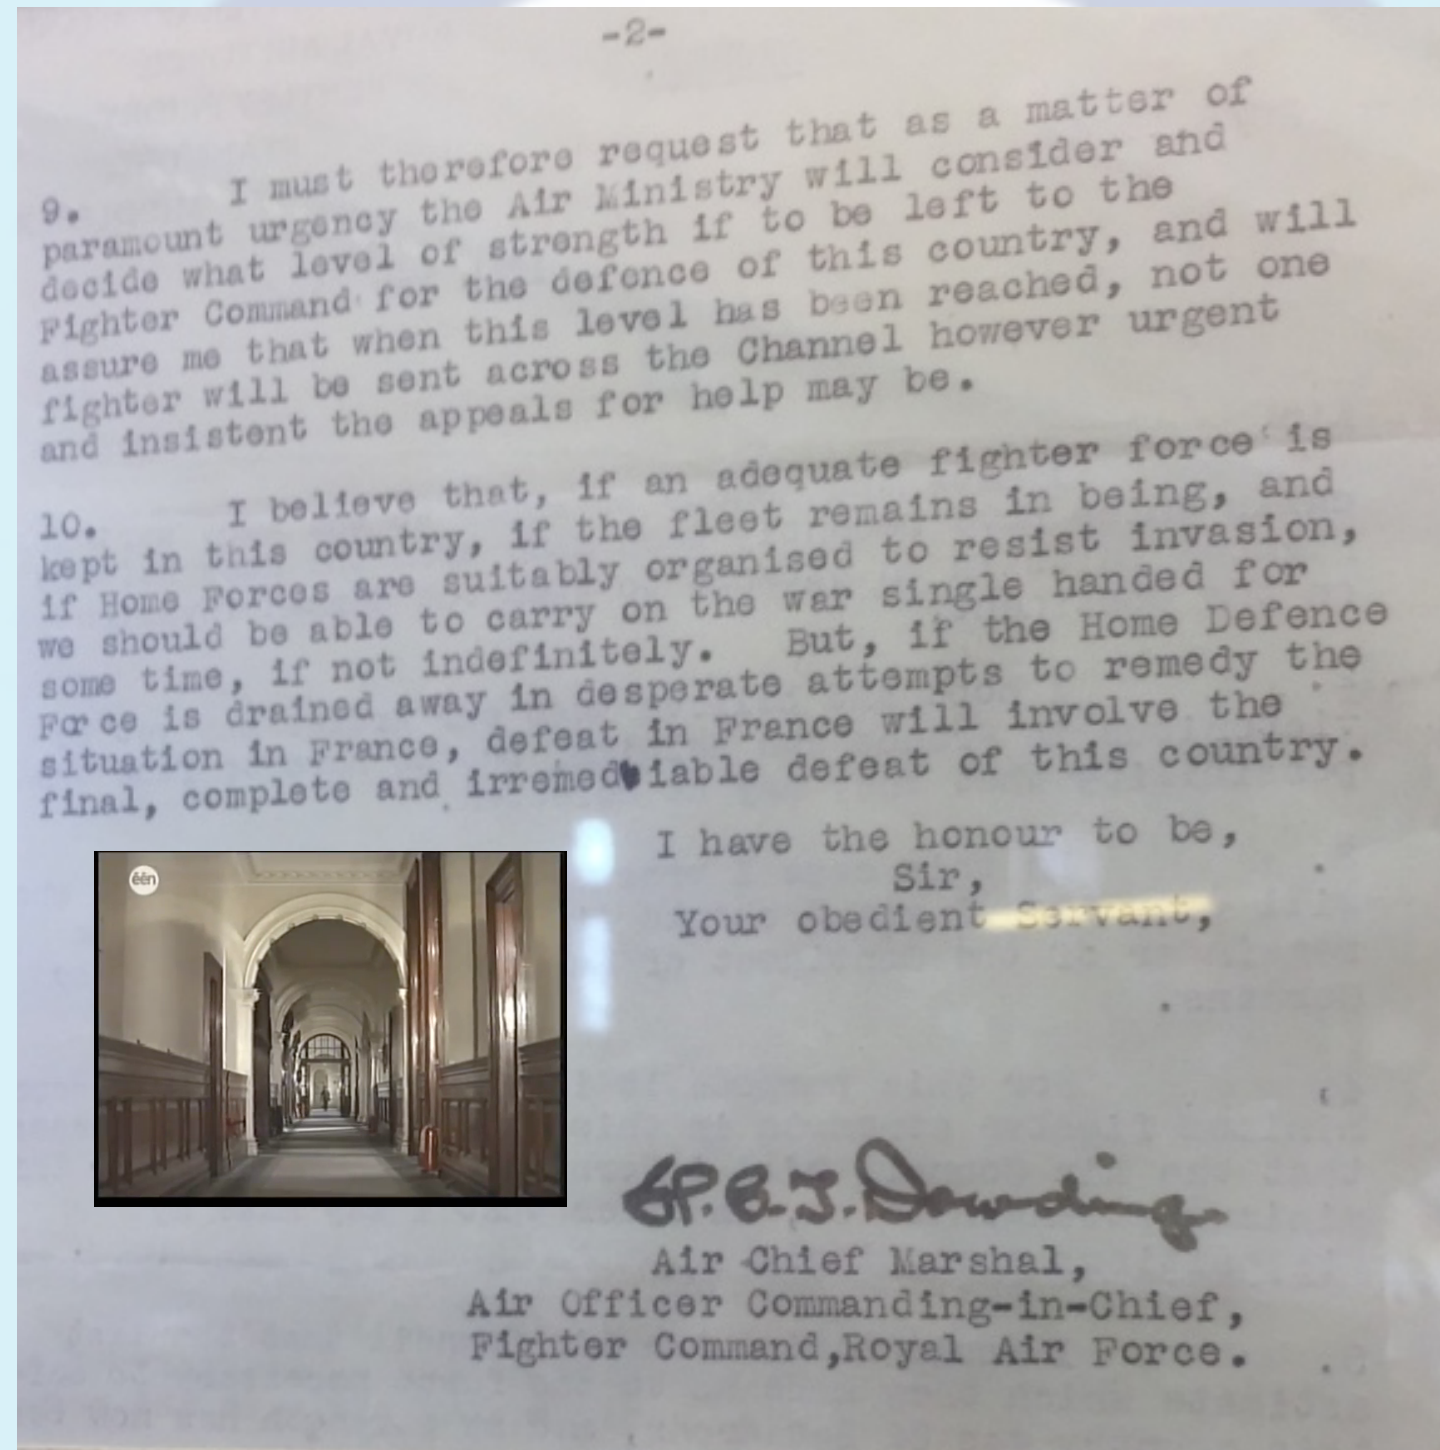 -2-
9. I must therefore request that as a matter of
paramount urgency the Air Ministry will consider and
decide what level of strength if to be left to the
Fighter Command for the defence of this country, and will
assure me that when this level has been reached, not one
fighter will be sent across the Channel however urgent
and insistent the appeals for help may be.
10. I believe that, if an adequate fighter force is
kept in this country, if the fleet remains in being, and
if Home Forces are suitably organised to resist invasion,
we should be able to carry on the war single handed for
some time, if not indefinitely. But, if the Home Defence
Force is drained away in desperate attempts to remedy the
situation in France, defeat in France will involve the
final, complete and irremediable defeat of this country.
I have the honour to be,
Sir,
Your obedient Servant,
één
Dowding
Air Chief Marshal,
Air Officer Commanding-in-Chief,
Fighter Command,Royal Air Force.